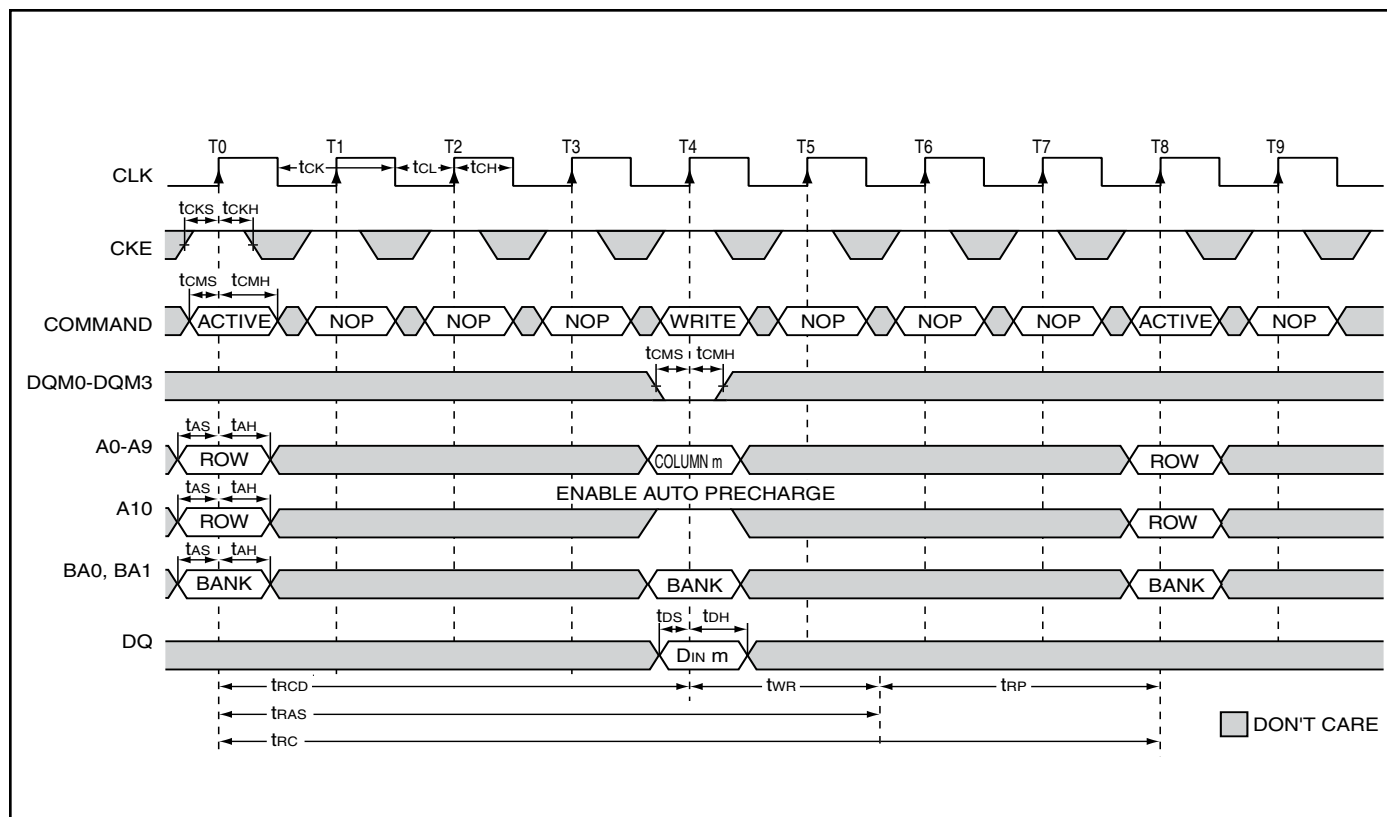 T0 T1 T2 T3 T4 T5 T6 T7 T8 T9
tCK tCL tCH
CLK
tCKS tCKH
CKE
tCMS tCMH
COMMAND ACTIVE NOP NOP NOP WRITE NOP NOP NOP ACTIVE NOP
tCMS tCMH
DQM0-DQM3
tAS tAH
A0-A9 ROW COLUMN m ROW
tAS tAH ENABLE AUTO PRECHARGE
A10 ROW ROW
tAS tAH
BA0, BA1 BANK BANK BANK
tDS tDH
DQ DIN m
tRCD tWR tRP
tRAS
DON'T CARE
tRC